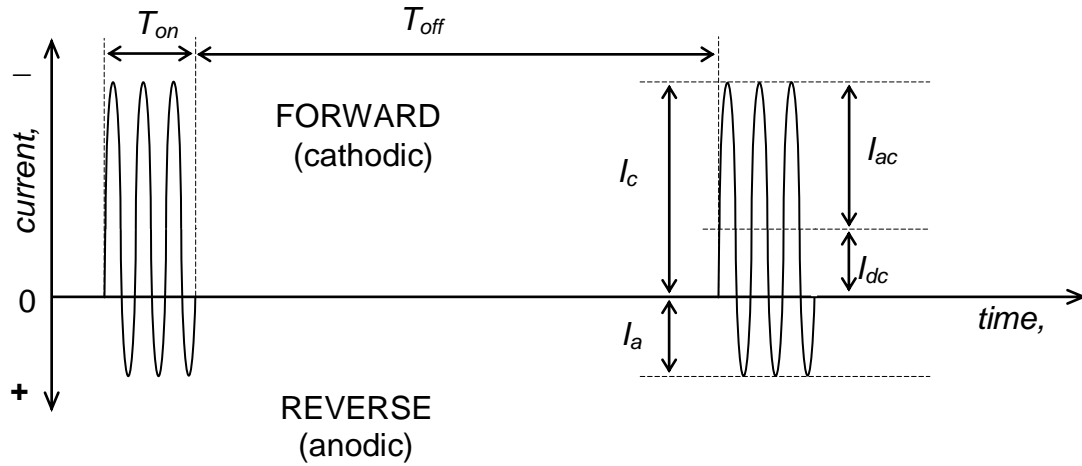 T_on
T_off
–
FORWARD
(cathodic)
current,
I_c
I_ac
I_dc
0
time,
I_a
+
REVERSE
(anodic)